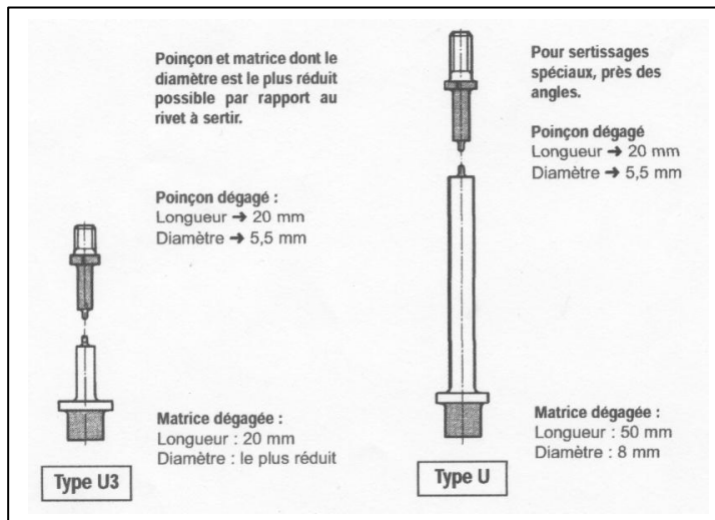 Poinçon et matrice dont le
diamètre est le plus réduit
possible par rapport au
rivet à sertir.
Poinçon dégagé :
Longueur ➔ 20 mm
Diamètre ➔ 5,5 mm
Matrice dégagée :
Longueur : 20 mm
Diamètre : le plus réduit
Type U3
Pour sertissages
spéciaux, près des
angles.
Poinçon dégagé
Longueur ➔ 20 mm
Diamètre ➔ 5,5 mm
Matrice dégagée :
Longueur : 50 mm
Diamètre : 8 mm
Type U